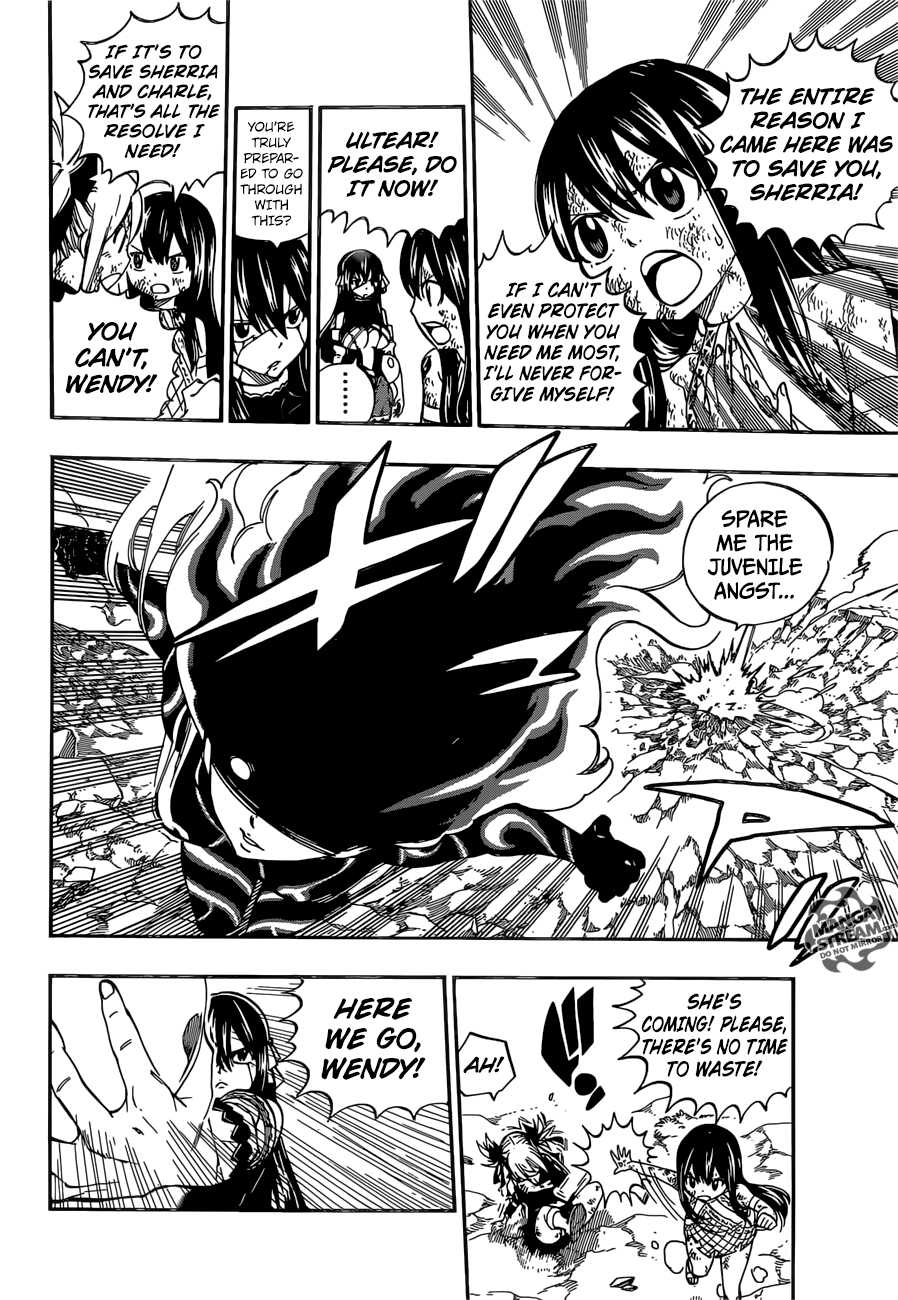 THE ENTIRE
REASON I
CAME HERE WAS
TO SAVE YOU,
SHERRIA!
IF I CAN'T
EVEN PROTECT
YOU WHEN YOU
NEED ME MOST,
I'LL NEVER FOR-
GIVE MYSELF!
ULTEAR!
PLEASE, DO
IT NOW!
......
YOU'RE
TRULY
PREPAR-
ED TO GO
THROUGH
WITH
THIS?
IF IT'S TO
SAVE SHERRIA
AND CHARLE,
THAT'S ALL THE
RESOLVE I
NEED!
YOU
CAN'T,
WENDY!
SPARE
ME THE
JUVENILE
ANGST...
MANGA
STREAM.com
DO NOT MIRROR
SHE'S
COMING! PLEASE,
THERE'S NO TIME
TO WASTE!
!!!
AH!
HERE
WE GO,
WENDY!